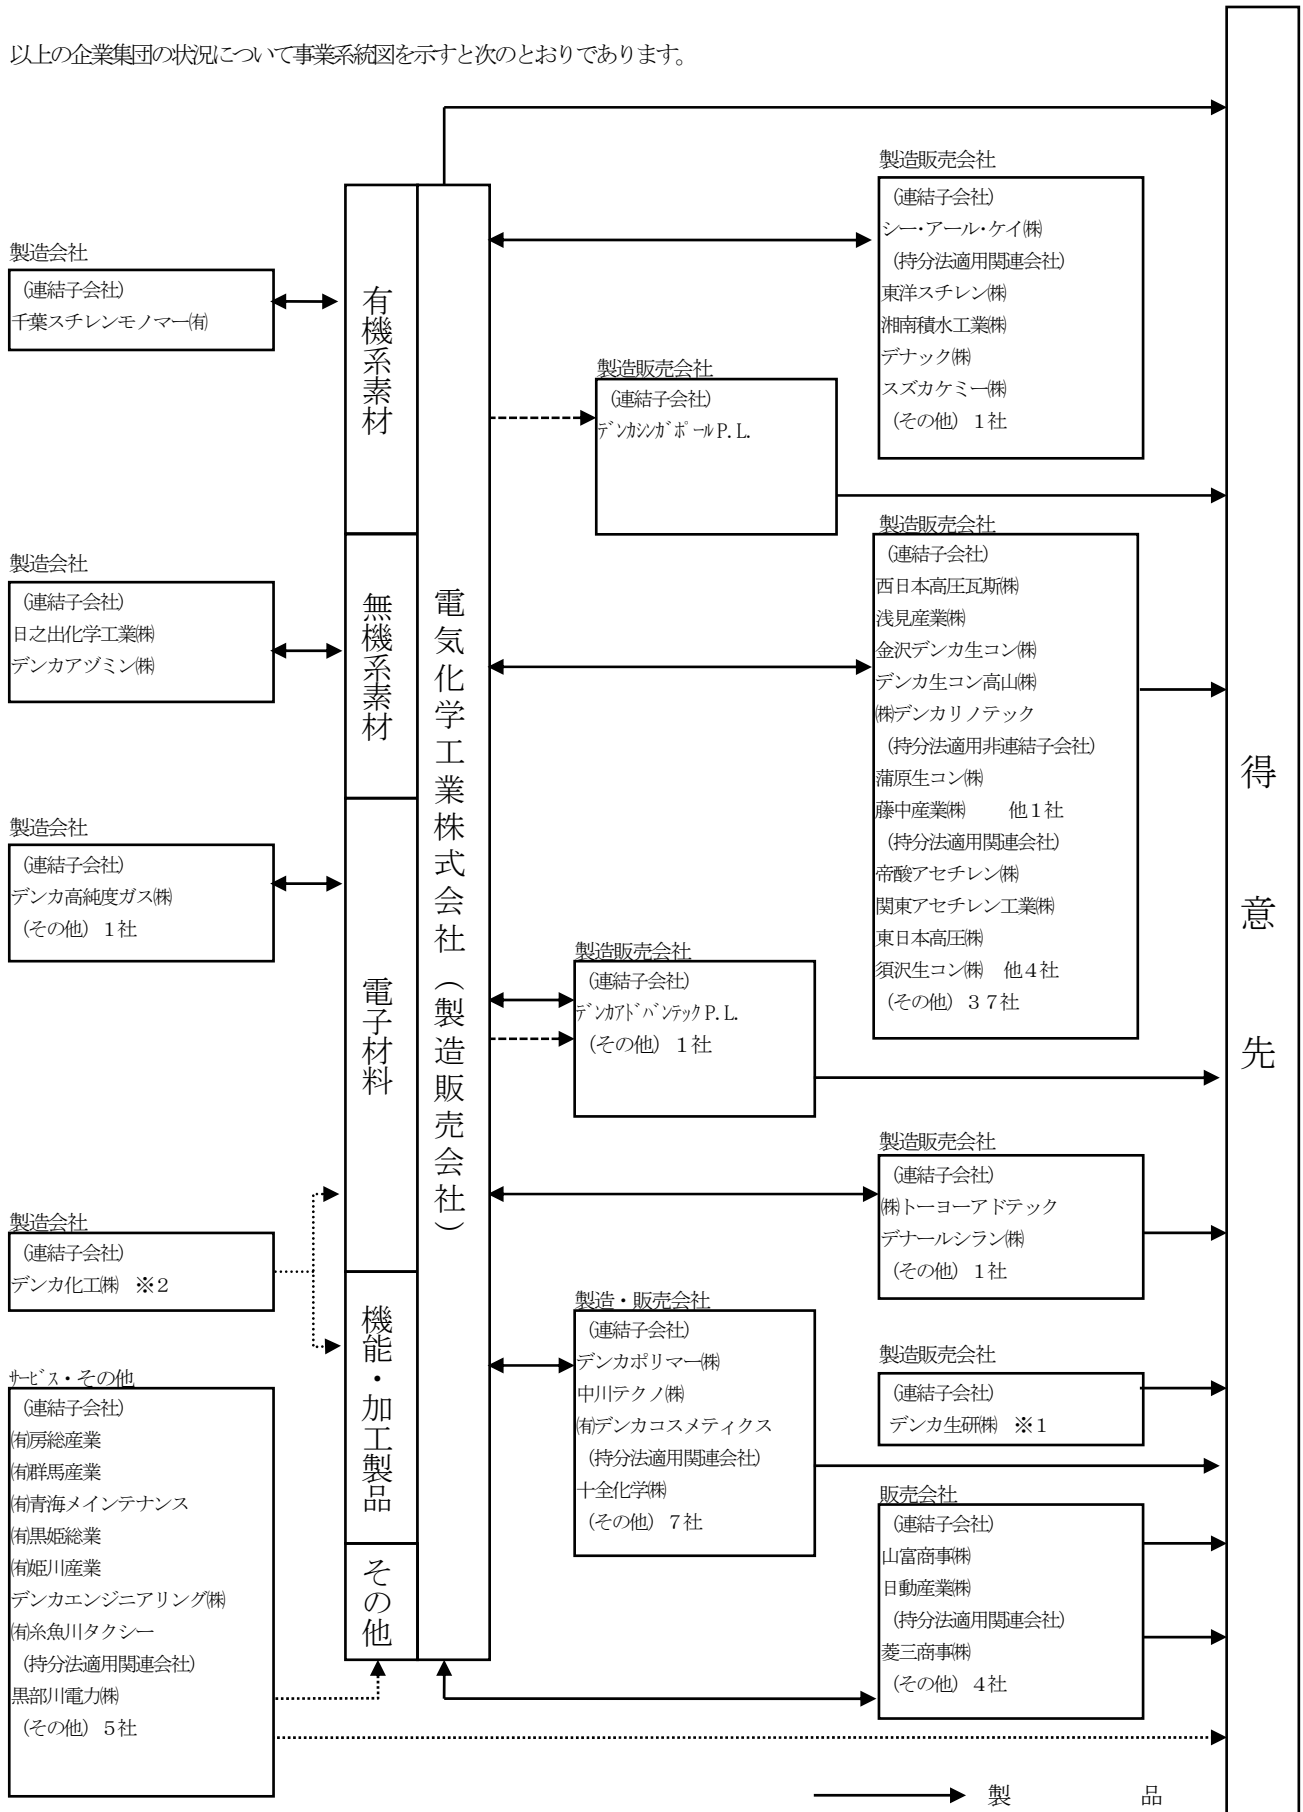 以上の企業集団の状況について事業系統図を示すと次のとおりであります。
製造会社
(連結子会社)
千葉スチレンモノマー㈲
製造会社
(連結子会社)
日之出化学工業㈱
デンカアヅミン㈱
製造会社
(連結子会社)
デンカ高純度ガス㈱
(その他) 1社
製造会社
(連結子会社)
デンカ化工㈱ ※2
ｻｰﾋﾞｽ・その他
(連結子会社)
㈲房総産業
㈲群馬産業
㈲青海メインテナンス
㈲黒姫総業
㈲姫川産業
デンカエンジニアリング㈱
㈲糸魚川タクシー
(持分法適用関連会社)
黒部川電力㈱
(その他) 5社
有機系素材
無機系素材
電子材料
機能・加工製品
その他
電気化学工業株式会社（製造販売会社）
製造販売会社
(連結子会社)
ﾃﾞﾝｶｼﾝｶﾞﾎﾟｰﾙP.L.
製造販売会社
(連結子会社)
ﾃﾞﾝｶｱﾄﾞﾊﾞﾝﾃｯｸP.L.
(その他) 1社
製造・販売会社
(連結子会社)
デンカポリマー㈱
中川テクノ㈱
㈲デンカコスメティクス
(持分法適用関連会社)
十全化学㈱
(その他) 7社
製造販売会社
(連結子会社)
シー・アール・ケイ㈱
(持分法適用関連会社)
東洋スチレン㈱
湘南積水工業㈱
デナック㈱
スズカケミー㈱
(その他) 1社
製造販売会社
(連結子会社)
西日本高圧瓦斯㈱
浅見産業㈱
金沢デンカ生コン㈱
デンカ生コン高山㈱
㈱デンカリノテック
(持分法適用非連結子会社)
蒲原生コン㈱
藤中産業㈱ 他1社
(持分法適用関連会社)
帝酸アセチレン㈱
関東アセチレン工業㈱
東日本高圧㈱
須沢生コン㈱ 他4社
(その他) 37社
製造販売会社
(連結子会社)
㈱トーヨーアドテック
デナールシラン㈱
(その他) 1社
製造販売会社
(連結子会社)
デンカ生研㈱ ※1
販売会社
(連結子会社)
山富商事㈱
日動産業㈱
(持分法適用関連会社)
菱三商事㈱
(その他) 4社
得意先
製 品